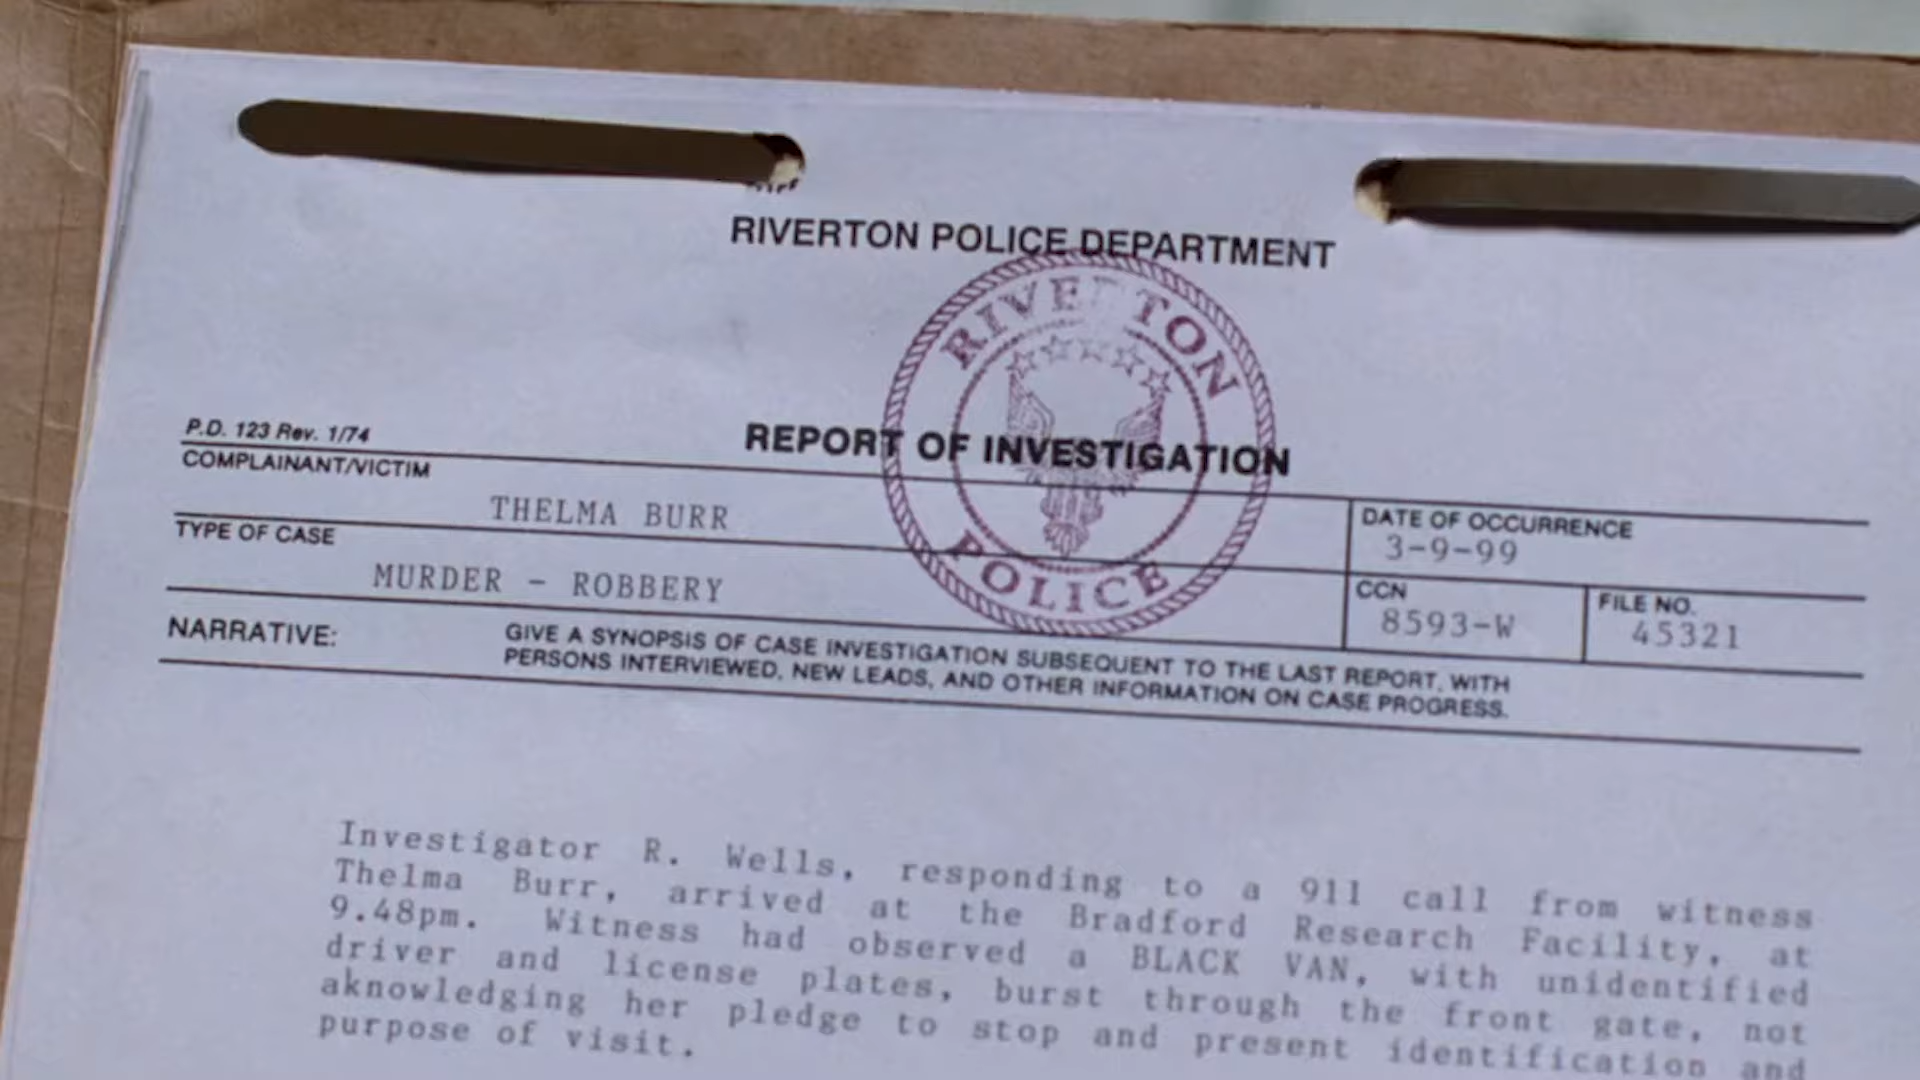 RIVERTON POLICE DEPARTMENT
RIVERTON
POLICE
P.D. 123 Rev. 1/74
REPORT OF INVESTIGATION
COMPLAINANT/VICTIM
THELMA BURR
DATE OF OCCURRENCE
3-9-99
TYPE OF CASE
MURDER - ROBBERY
CCN
8593-W
FILE NO.
45321
NARRATIVE:
GIVE A SYNOPSIS OF CASE INVESTIGATION SUBSEQUENT TO THE LAST REPORT, WITH
PERSONS INTERVIEWED, NEW LEADS, AND OTHER INFORMATION ON CASE PROGRESS.
Investigator R. Wells, responding to a 911 call from witness
Thelma Burr, arrived at the Bradford Research Facility, at
9.48pm. Witness had observed a BLACK VAN, with unidentified
driver and license plates, burst through the front gate, not
aknowledging her pledge to stop and present identification and
purpose of visit.